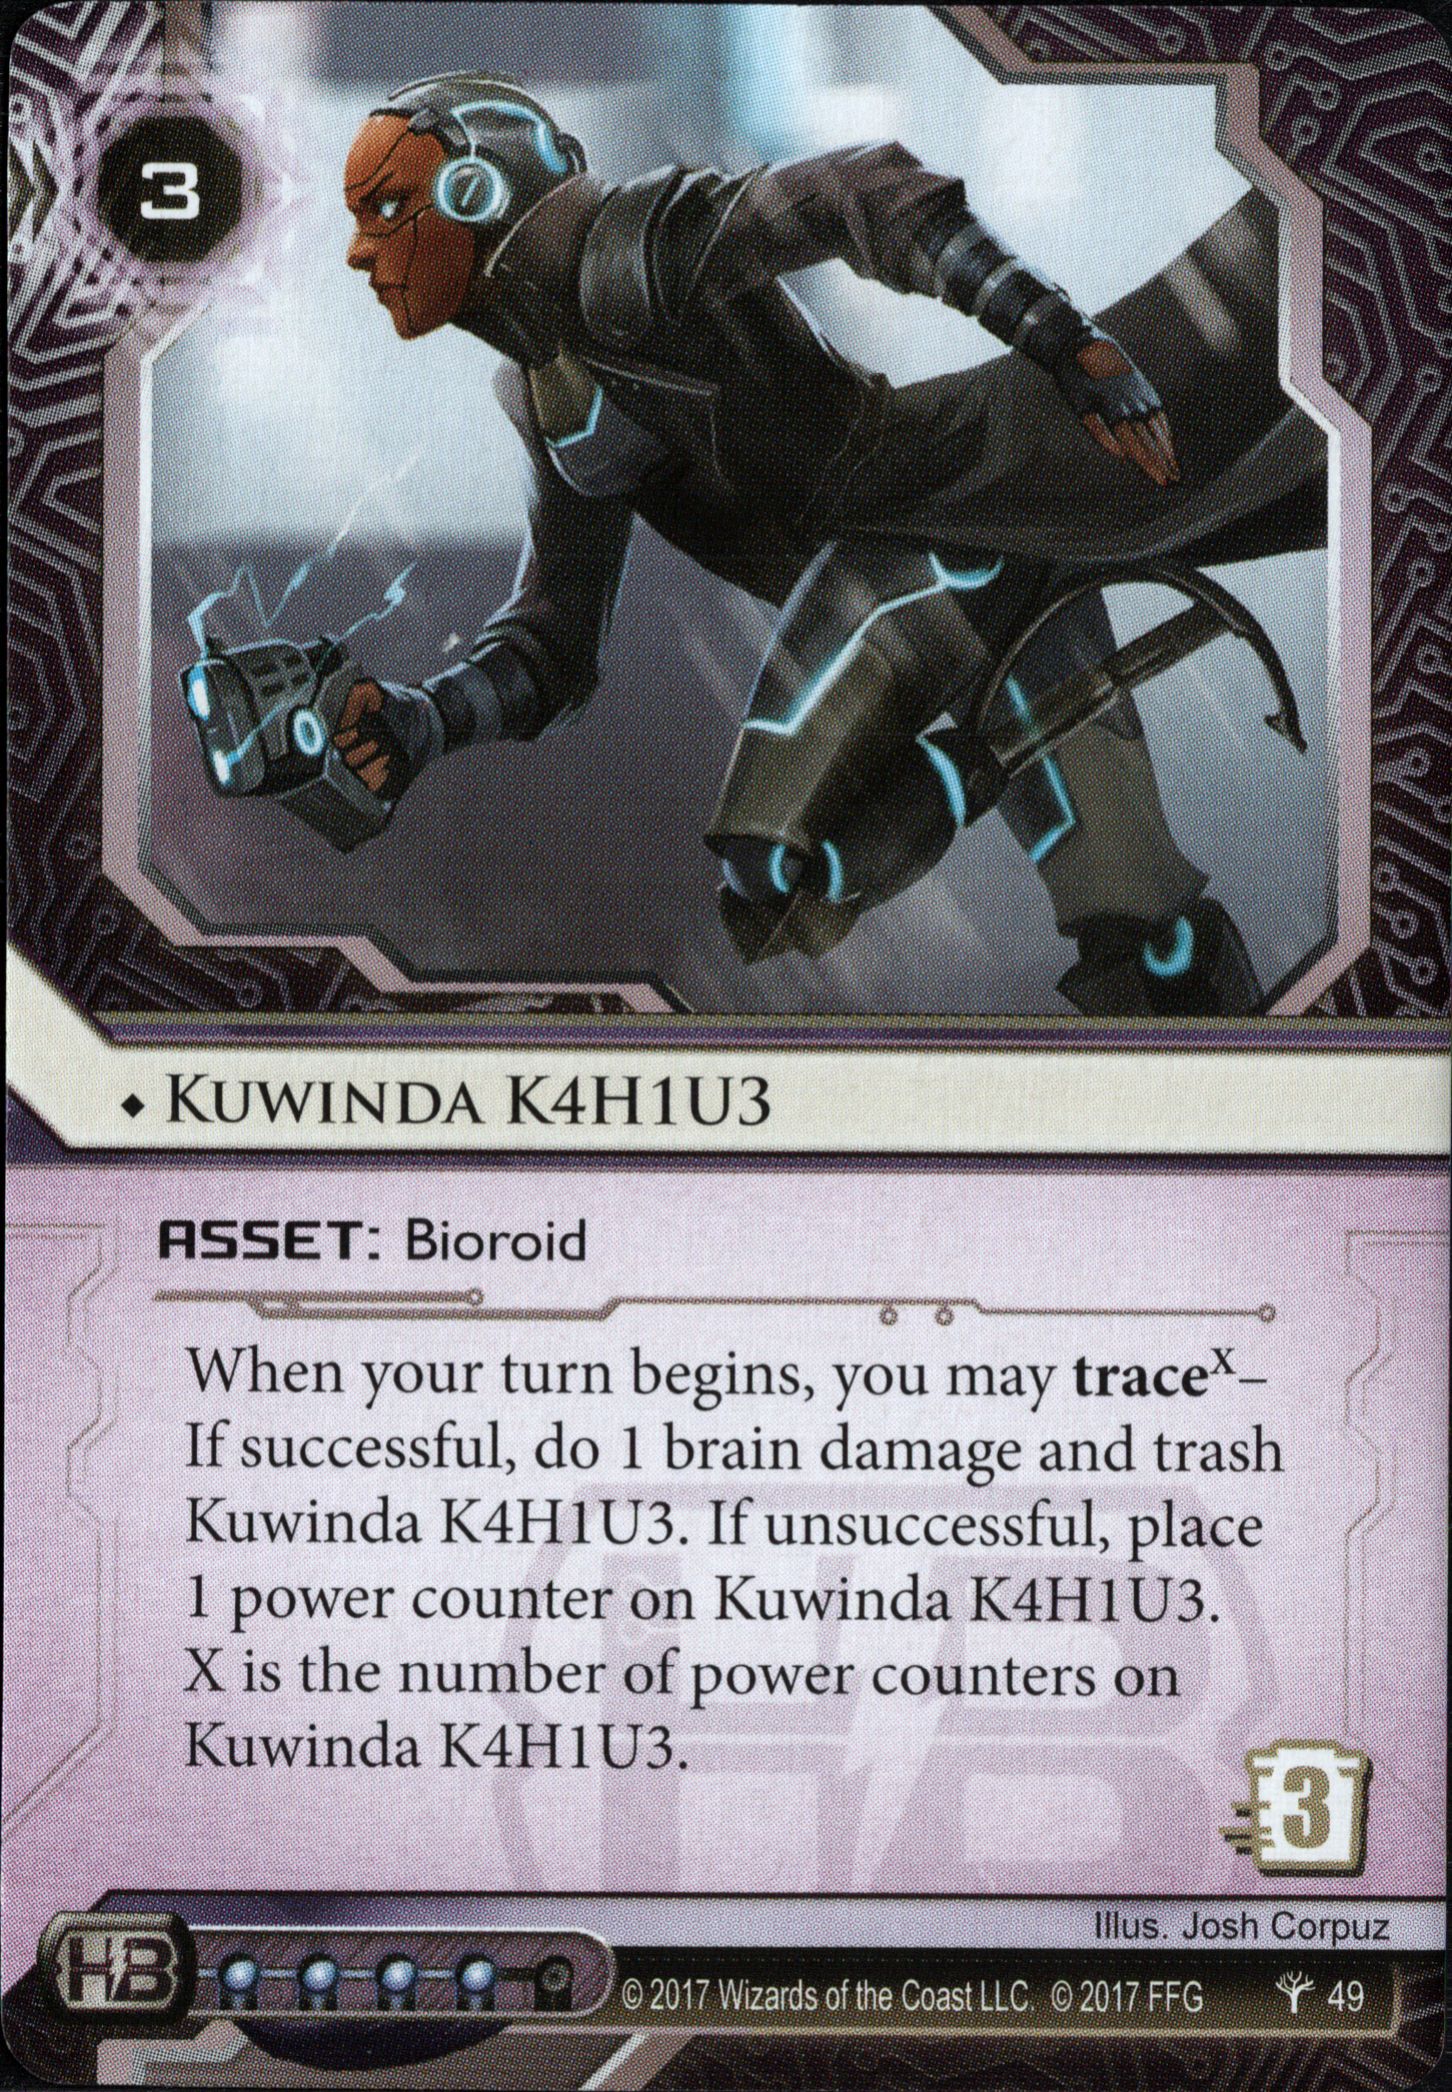 3
◆ KUWINDA K4H1U3
ASSET: Bioroid
When your turn begins, you may traceˣ–
If successful, do 1 brain damage and trash
Kuwinda K4H1U3. If unsuccessful, place
1 power counter on Kuwinda K4H1U3.
X is the number of power counters on
Kuwinda K4H1U3.
3
Illus. Josh Corpuz
HB
© 2017 Wizards of the Coast LLC. © 2017 FFG 49